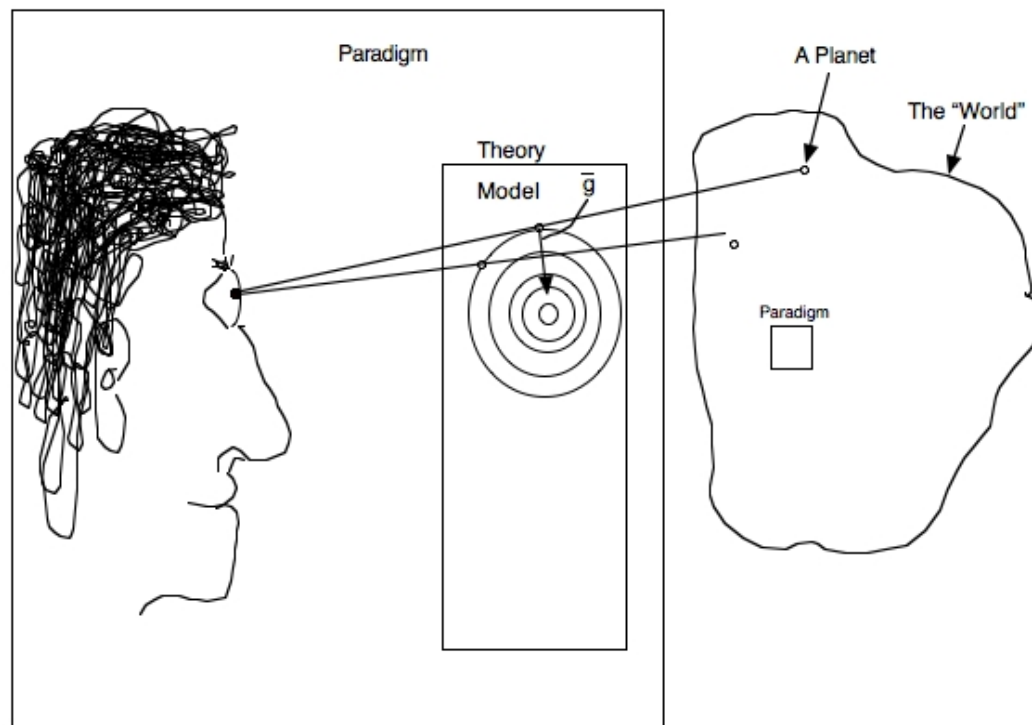 Paradigm
A Planet
The “World”
Theory
Model
g̅
Paradigm